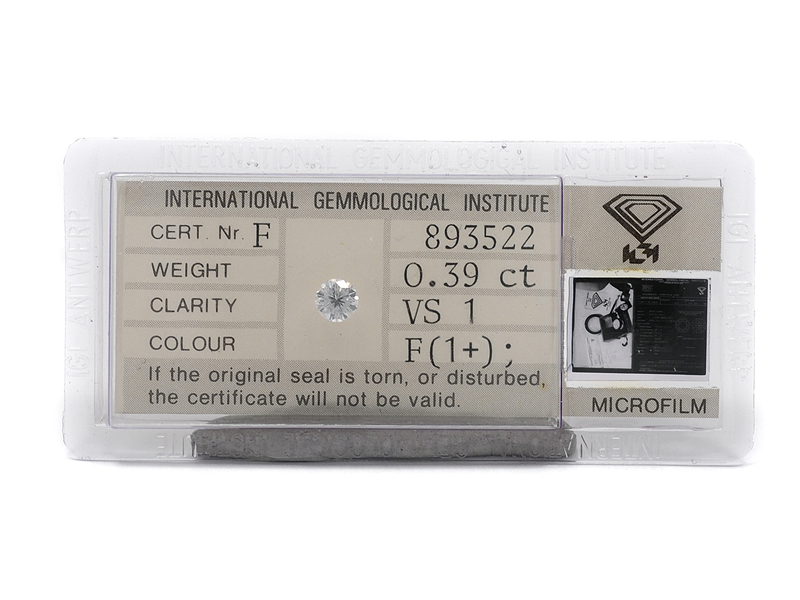 INTERNATIONAL GEMMOLOGICAL INSTITUTE
INTERNATIONAL GEMMOLOGICAL INSTITUTE
CERT. Nr. F 893522
WEIGHT 0.39 ct
CLARITY VS 1
COLOUR F(1+);
If the original seal is torn, or disturbed,
the certificate will not be valid.
IGI
MICROFILM
IGI ANTWERP
IGI ANTWERP